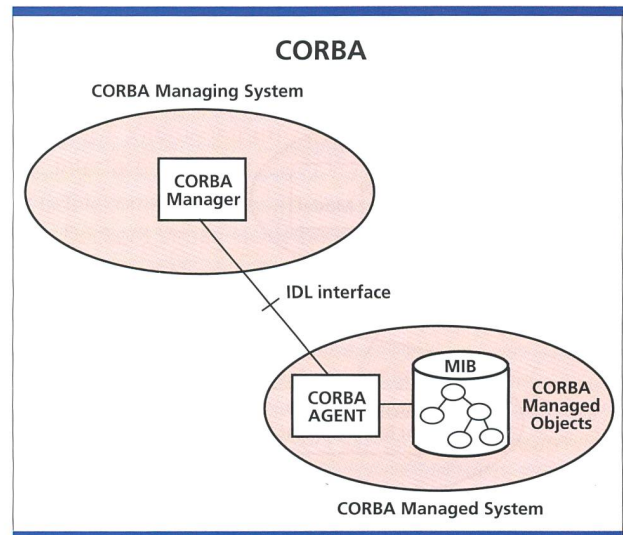 CORBA
CORBA Managing System
CORBA
Manager
IDL interface
CORBA
AGENT
MIB
CORBA
Managed
Objects
CORBA Managed System